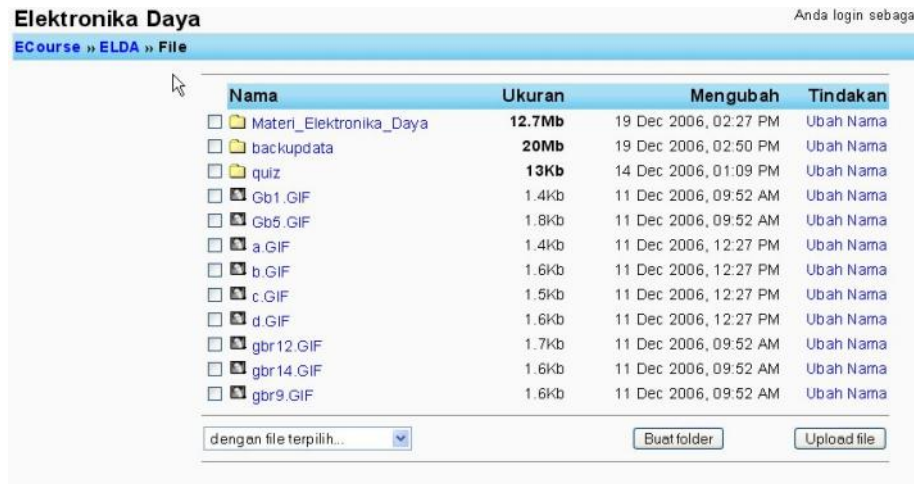 Elektronika Daya
Anda login sebaga
ECourse » ELDA » File
Nama Ukuran Mengubah Tindakan
Materi_Elektronika_Daya 12.7Mb 19 Dec 2006, 02:27 PM Ubah Nama
backupdata 20Mb 19 Dec 2006, 02:50 PM Ubah Nama
quiz 13Kb 14 Dec 2006, 01:09 PM Ubah Nama
Gb1.GIF 1.4Kb 11 Dec 2006, 09:52 AM Ubah Nama
Gb5.GIF 1.8Kb 11 Dec 2006, 09:52 AM Ubah Nama
a.GIF 1.4Kb 11 Dec 2006, 12:27 PM Ubah Nama
b.GIF 1.6Kb 11 Dec 2006, 12:27 PM Ubah Nama
c.GIF 1.5Kb 11 Dec 2006, 12:27 PM Ubah Nama
d.GIF 1.6Kb 11 Dec 2006, 12:27 PM Ubah Nama
gbr12.GIF 1.7Kb 11 Dec 2006, 09:52 AM Ubah Nama
gbr14.GIF 1.6Kb 11 Dec 2006, 09:52 AM Ubah Nama
gbr9.GIF 1.6Kb 11 Dec 2006, 09:52 AM Ubah Nama
dengan file terpilih... Buat folder Upload file